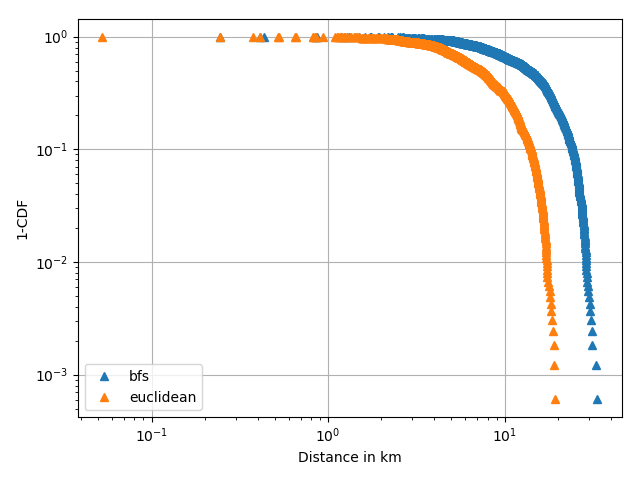 10⁰
10⁻¹
10⁻²
10⁻³
1-CDF
bfs
euclidean
10⁻¹ 10⁰ 10¹
Distance in km